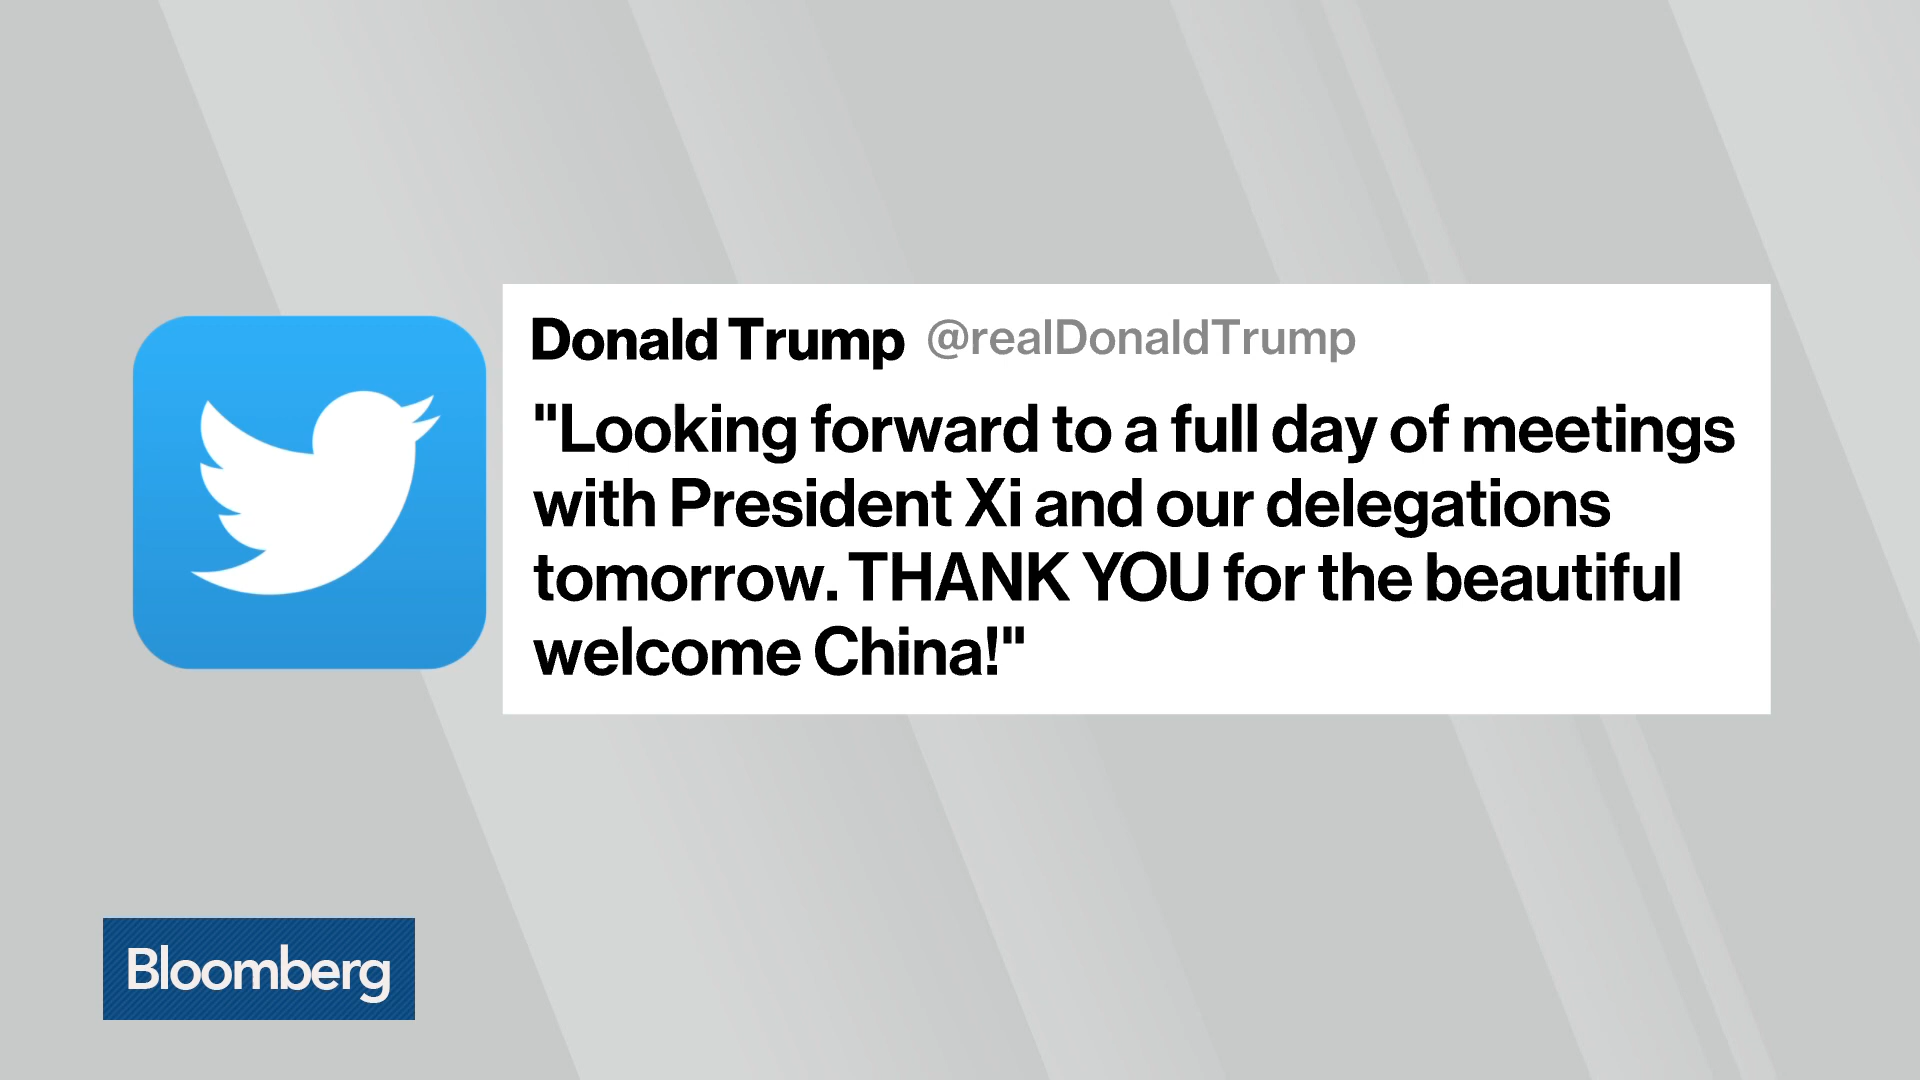 Donald Trump @realDonaldTrump
"Looking forward to a full day of meetings
with President Xi and our delegations
tomorrow. THANK YOU for the beautiful
welcome China!"
Bloomberg